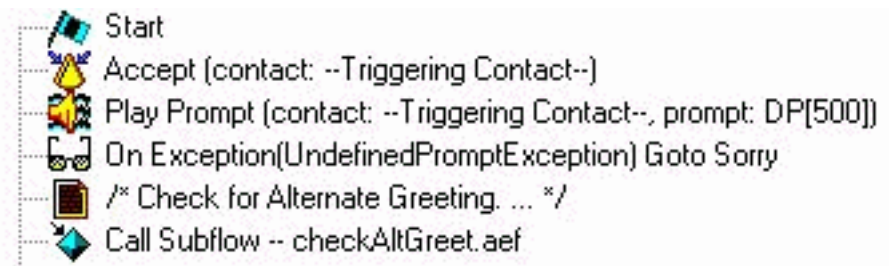 Start
Accept (contact: --Triggering Contact--)
Play Prompt (contact: --Triggering Contact--, prompt: DP[500])
On Exception(UndefinedPromptException) Goto Sorry
/* Check for Alternate Greeting. ... */
Call Subflow -- checkAltGreet.aef